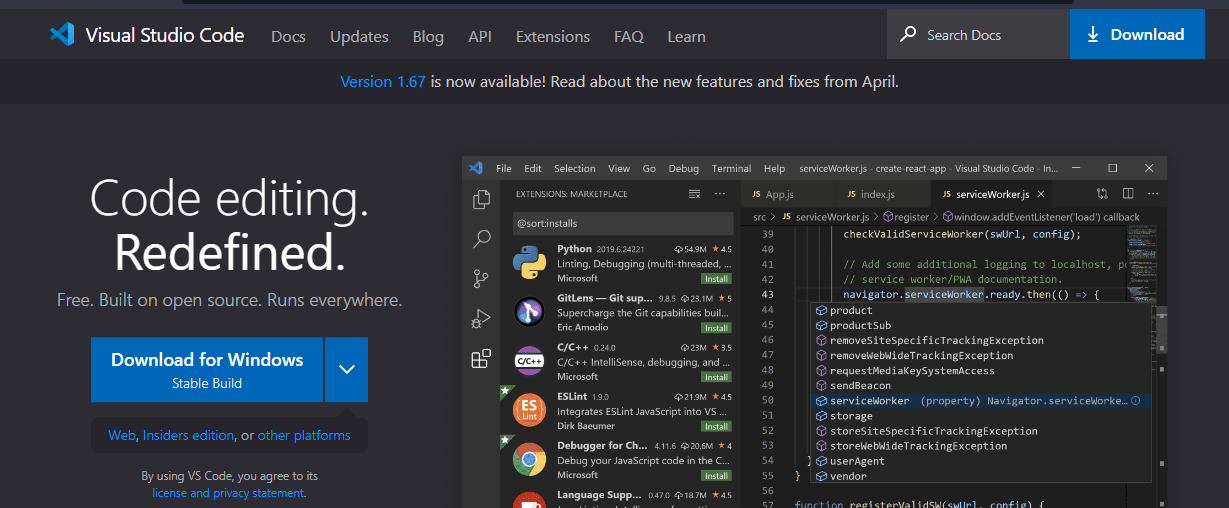 Visual Studio Code Docs Updates Blog API Extensions FAQ Learn Search Docs Download
Version 1.67 is now available! Read about the new features and fixes from April.
Code editing.
Redefined.
Free. Built on open source. Runs everywhere.
Download for Windows
Stable Build
Web, Insiders edition, or other platforms
By using VS Code, you agree to its
license and privacy statement.
File Edit Selection View Go Debug Terminal Help serviceWorker.js - create-react-app - Visual Studio Code - In...
EXTENSIONS: MARKETPLACE
@sort:installs
Python 2019.6.24221 54.9M 4.5
Linting, Debugging (multi-threaded, ...
Microsoft Install
GitLens — Git sup... 9.8.5 23.1M 5
Supercharge the Git capabilities buil...
Eric Amodio Install
C/C++
C/C++ 0.24.0 23M 3.5
C/C++ IntelliSense, debugging, and ...
Microsoft Install
ES
Lint
ESLint 1.9.0 21.9M 4.5
Integrates ESLint JavaScript into VS ...
Dirk Baeumer Install
Debugger for Ch... 4.11.6 20.6M 4
Debug your JavaScript code in the C...
Microsoft Install
Language Supp... 0.47.0 18.7M 4.5
JS App.js JS index.js JS serviceWorker.js
src JS serviceWorker.js register window.addEventListener('load') callback
39 checkValidServiceWorker(swUrl, config);
40
41 // Add some additional logging to localhost,
42 // service worker/PWA documentation.
43 navigator.serviceWorker.ready.then(() => {
44 product
45 productSub
46 removeSiteSpecificTrackingException
47 removeWebWideTrackingException
48 requestMediaKeySystemAccess
49 sendBeacon
50 serviceWorker (property) Navigator.serviceWorke...
51 storage
52 storeSiteSpecificTrackingException
53 storeWebWideTrackingException
54 } userAgent
55 } vendor
56
57 function registerValidSW(swUrl, config) {